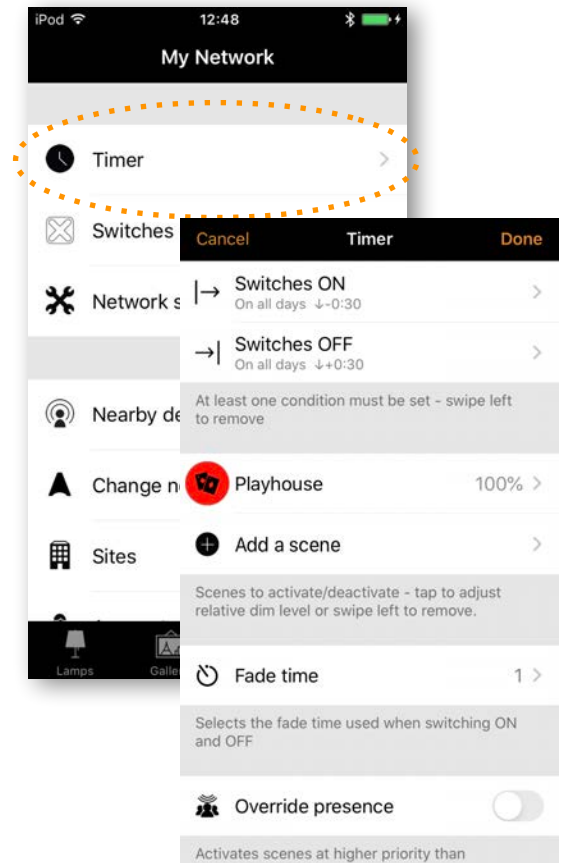 iPod 12:48
My Network
Timer
Switches
Network s
Nearby de
Change n
Sites
Lamps Galle
Cancel Timer Done
Switches ON
On all days ↓-0:30
Switches OFF
On all days ↓+0:30
At least one condition must be set - swipe left
to remove
Playhouse 100%
Add a scene
Scenes to activate/deactivate - tap to adjust
relative dim level or swipe left to remove.
Fade time 1
Selects the fade time used when switching ON
and OFF
Override presence
Activates scenes at higher priority than